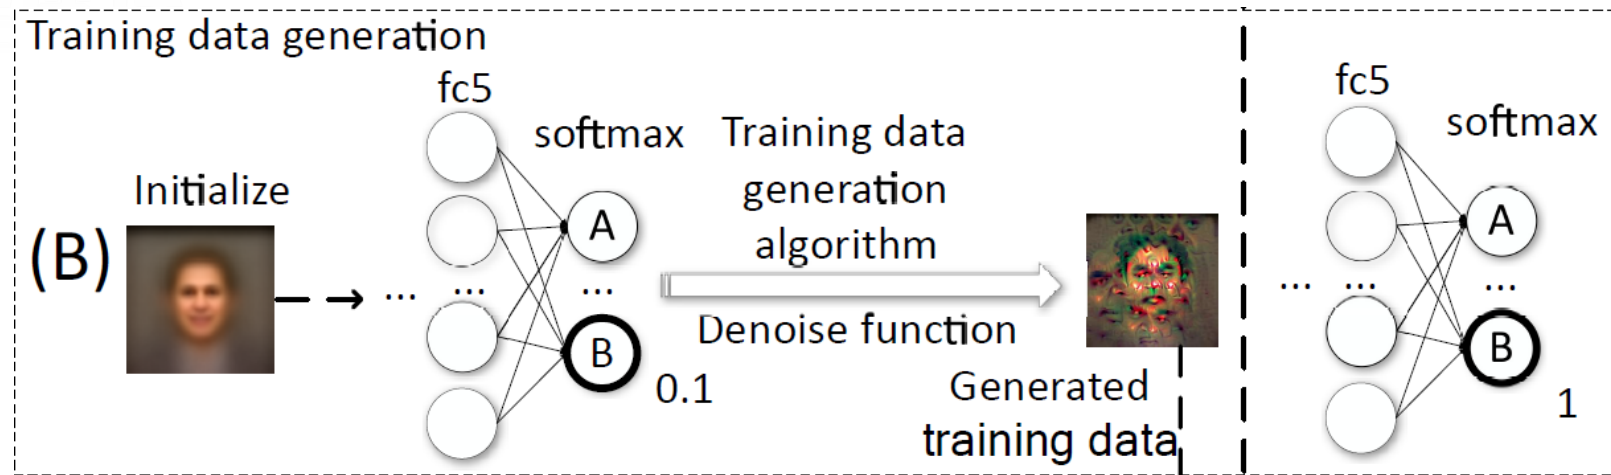 Training data generation
(B)
Initialize
fc5
softmax
... ... ...
A
B
0.1
Training data
generation
algorithm
Denoise function
Generated
training data
fc5
softmax
... ... ...
A
B
1